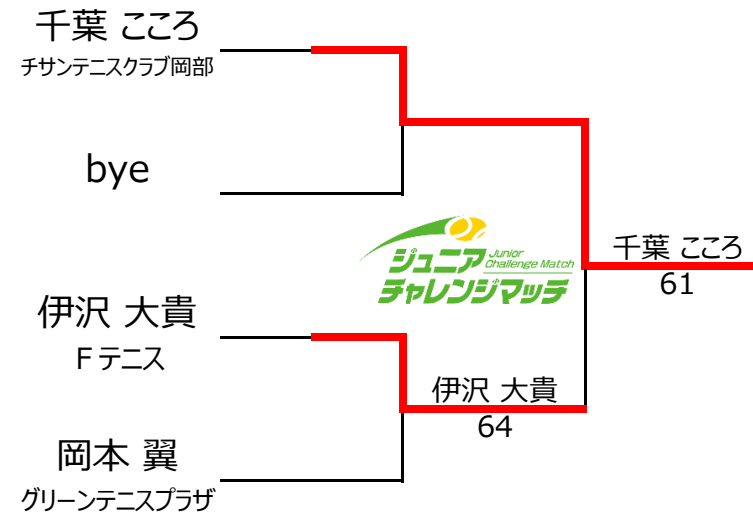 千葉 こころ
チサンテニスクラブ岡部
bye
ジュニア
Junior
Challenge Match
チャレンジマッチ
千葉 こころ
61
伊沢 大貴
Fテニス
伊沢 大貴
64
岡本 翼
グリーンテニスプラザ